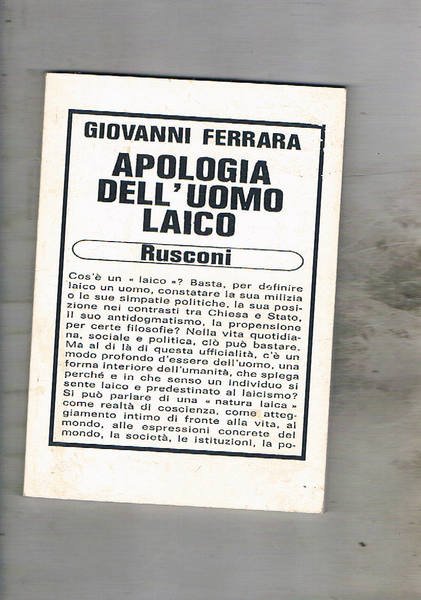 GIOVANNI FERRARA
APOLOGIA
DELL'UOMO
LAICO
Rusconi
Cos'è un « laico »? Basta, per definire
laico un uomo, constatare la sua milizia
o le sue simpatie politiche, la sua posi-
zione nei contrasti tra Chiesa e Stato,
il suo antidogmatismo, la propensione
per certe filosofie? Nella vita quotidia-
na, sociale e politica, ciò può bastare.
Ma al di là di questa ufficialità, c'è un
modo profondo d'essere dell'uomo, una
forma interiore dell'umanità, che spiega
perché e in che senso un individuo si
sente laico e predestinato al laicismo?
Si può parlare di una « natura laica »
come realtà di coscienza, come atteg-
giamento intimo di fronte alla vita, al
mondo, alle espressioni concrete del
mondo, la società, le istituzioni, la po-